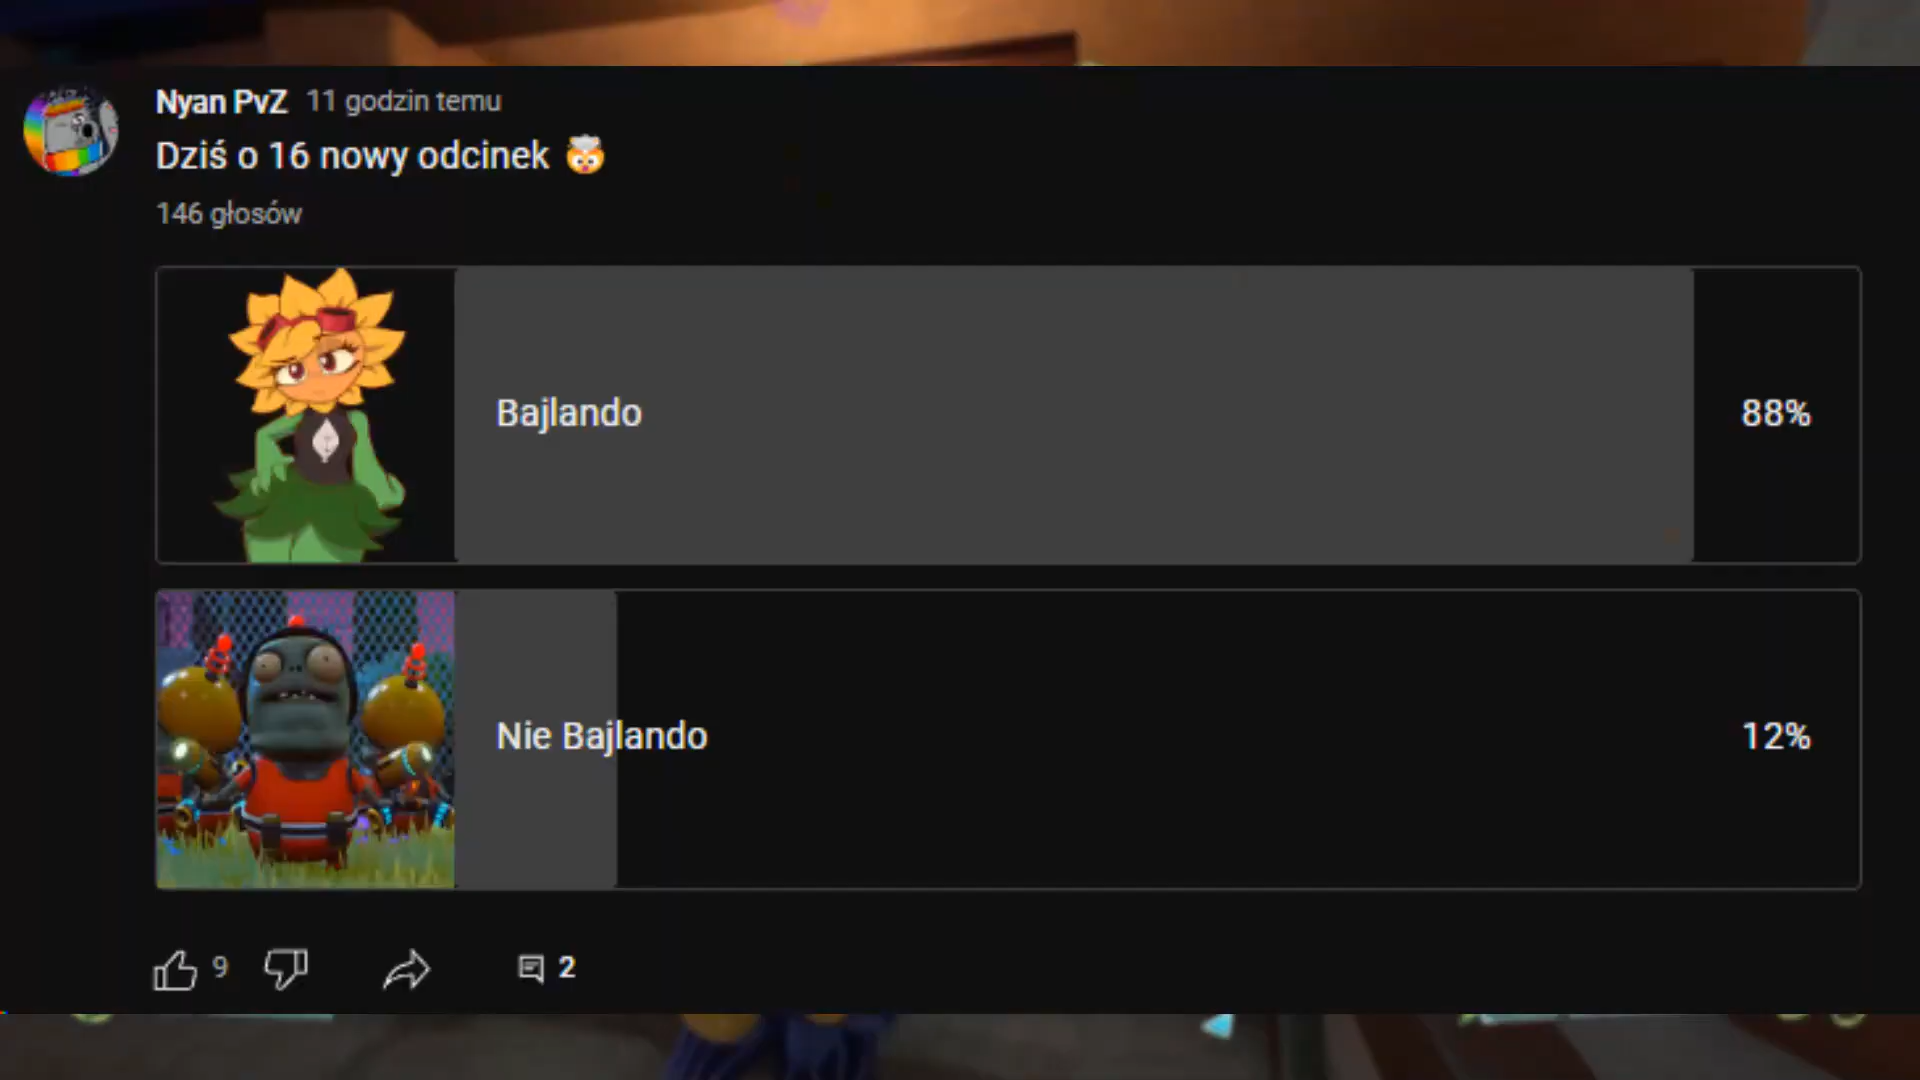 Nyan PvZ 11 godzin temu
Dziś o 16 nowy odcinek 🤯
146 głosów
Bajlando 88%
Nie Bajlando 12%
9 2